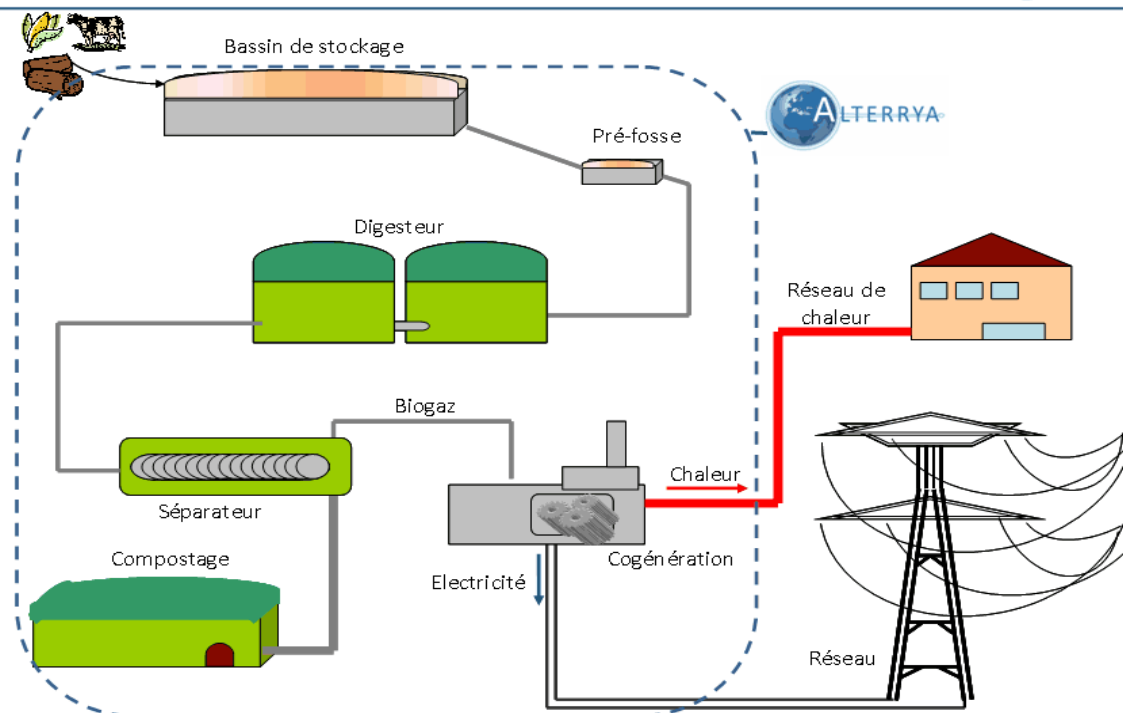 Bassin de stockage
ALTERRYA
Pré-fosse
Digesteur
Réseau de
chaleur
Biogaz
Chaleur
Séparateur
Compostage
Cogénération
Electricité
Réseau